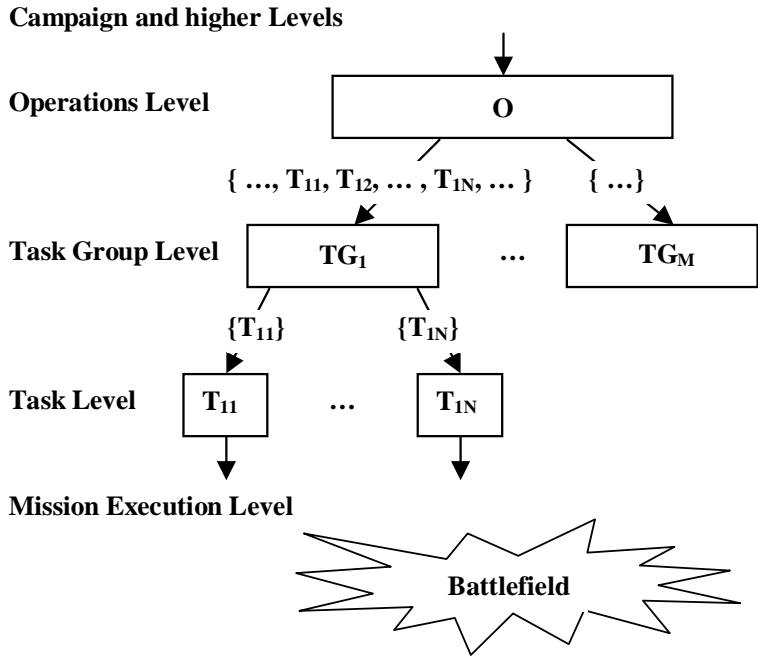 Campaign and higher Levels
Operations Level
O
{ …, T₁₁, T₁₂, … , T₁N, … } { …}
Task Group Level
TG₁ … TG_M
{T₁₁} {T₁N}
Task Level
T₁₁ … T₁N
Mission Execution Level
Battlefield